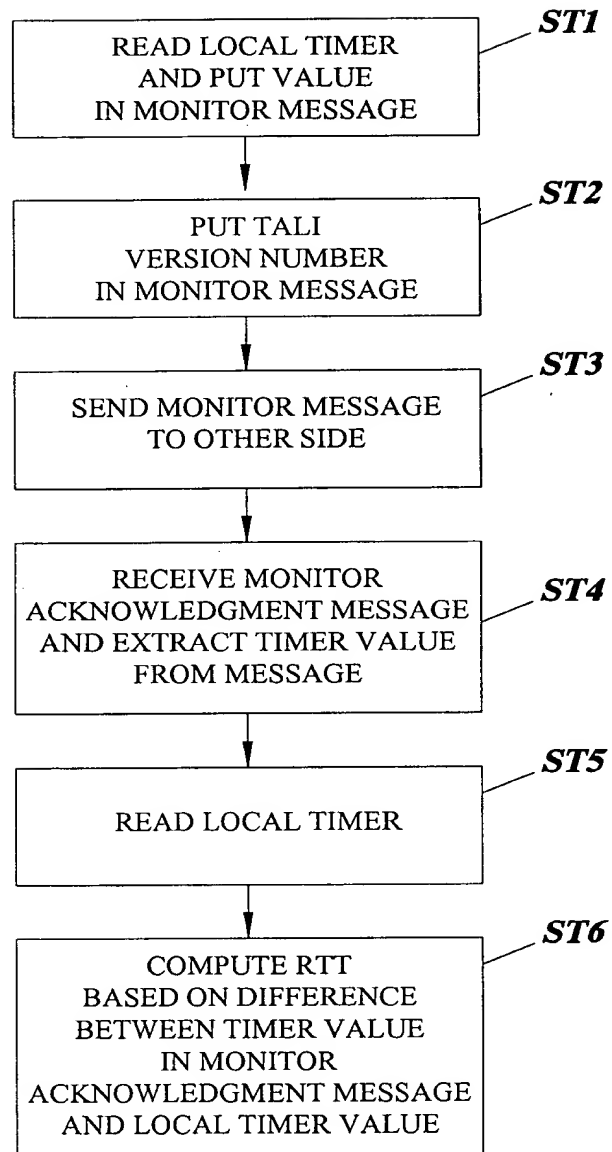 ST1
READ LOCAL TIMER
AND PUT VALUE
IN MONITOR MESSAGE
ST2
PUT TALI
VERSION NUMBER
IN MONITOR MESSAGE
ST3
SEND MONITOR MESSAGE
TO OTHER SIDE
ST4
RECEIVE MONITOR
ACKNOWLEDGMENT MESSAGE
AND EXTRACT TIMER VALUE
FROM MESSAGE
ST5
READ LOCAL TIMER
ST6
COMPUTE RTT
BASED ON DIFFERENCE
BETWEEN TIMER VALUE
IN MONITOR
ACKNOWLEDGMENT MESSAGE
AND LOCAL TIMER VALUE